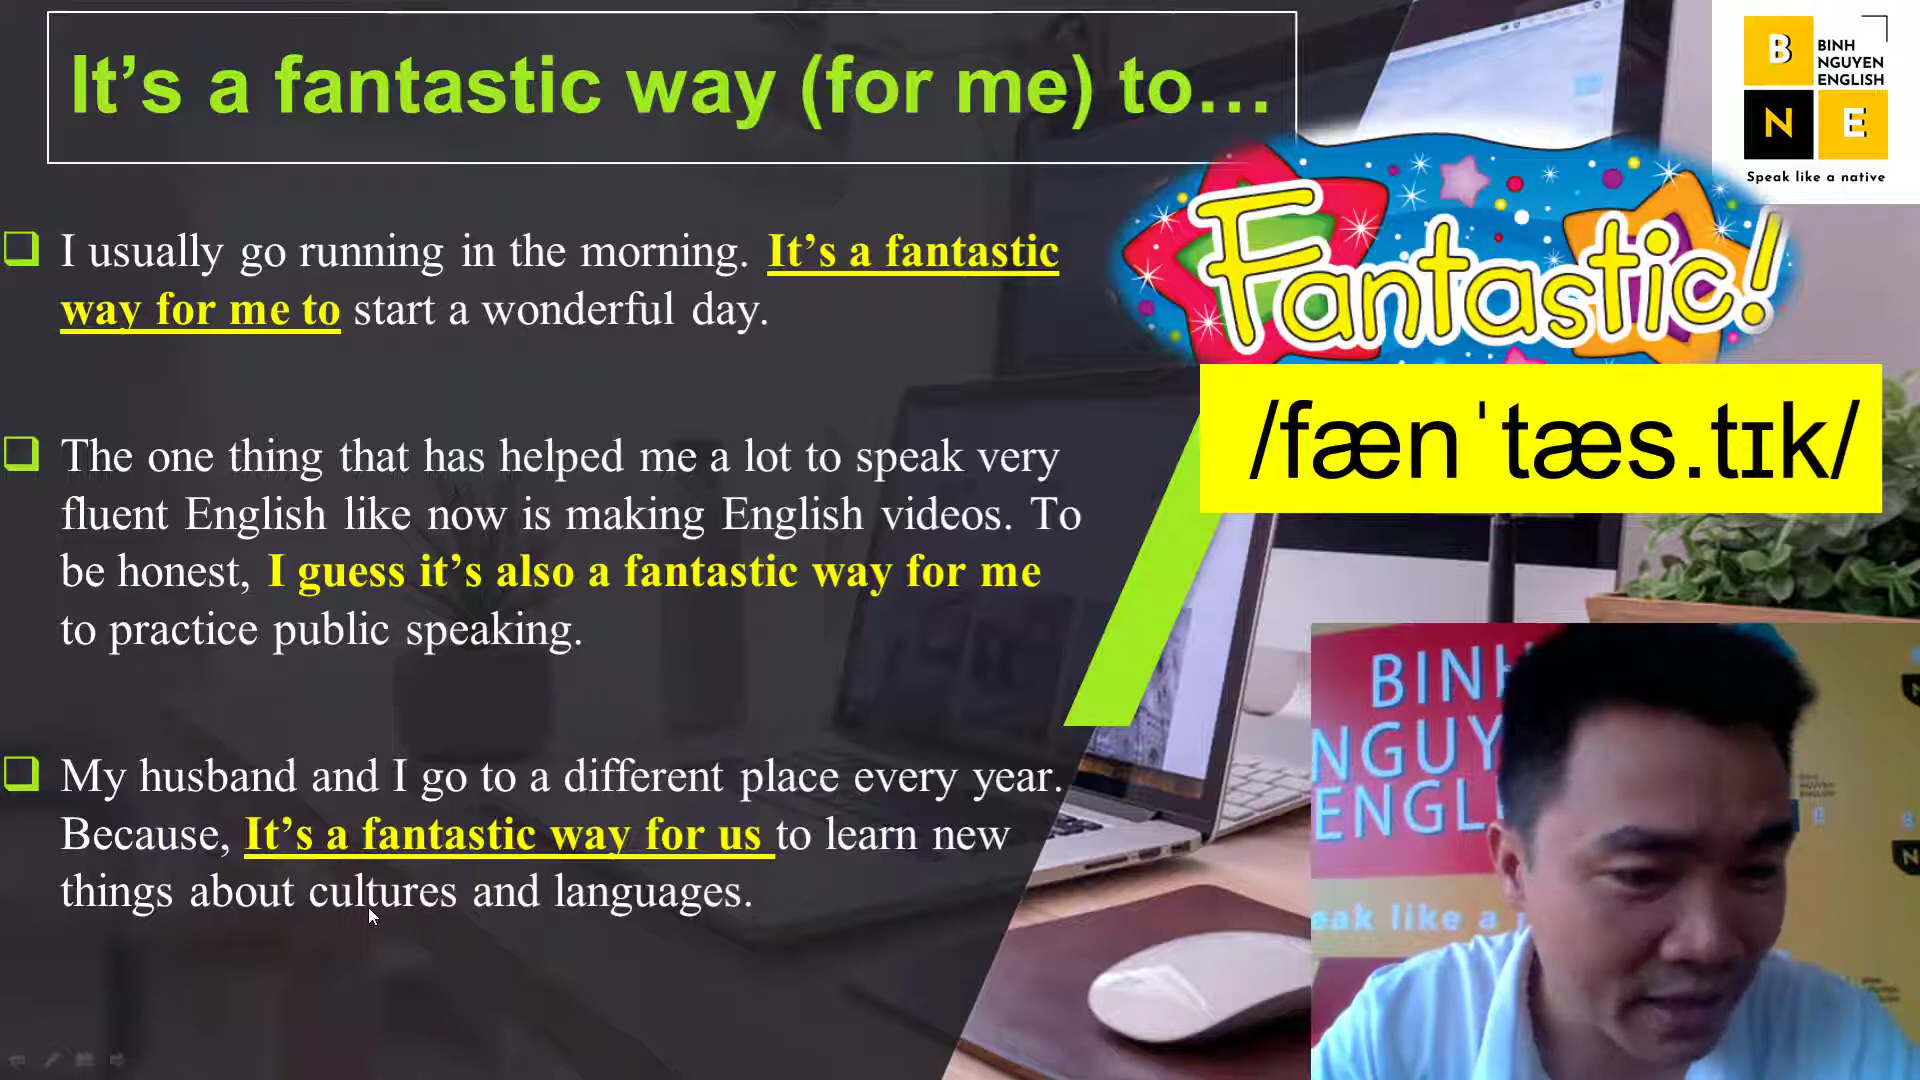 It’s a fantastic way (for me) to…
B
BINH
NGUYEN
ENGLISH
N
E
Speak like a native
Fantastic!
/fænˈtæs.tɪk/
I usually go running in the morning. It’s a fantastic
way for me to start a wonderful day.
The one thing that has helped me a lot to speak very
fluent English like now is making English videos. To
be honest, I guess it’s also a fantastic way for me
to practice public speaking.
My husband and I go to a different place every year.
Because, It’s a fantastic way for us to learn new
things about cultures and languages.
BINH
NGUY
ENGL
eak like a